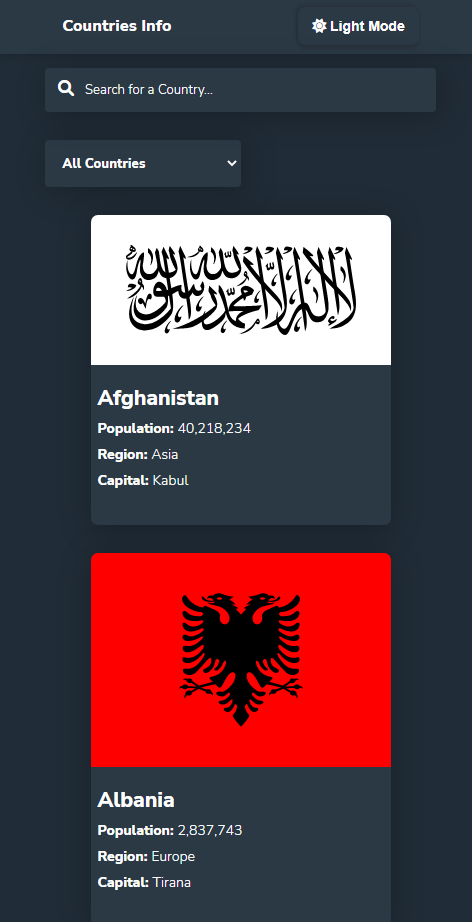 Countries Info
Light Mode
Search for a Country...
All Countries
لا إله إلا الله محمد رسول الله
Afghanistan
Population: 40,218,234
Region: Asia
Capital: Kabul
Albania
Population: 2,837,743
Region: Europe
Capital: Tirana